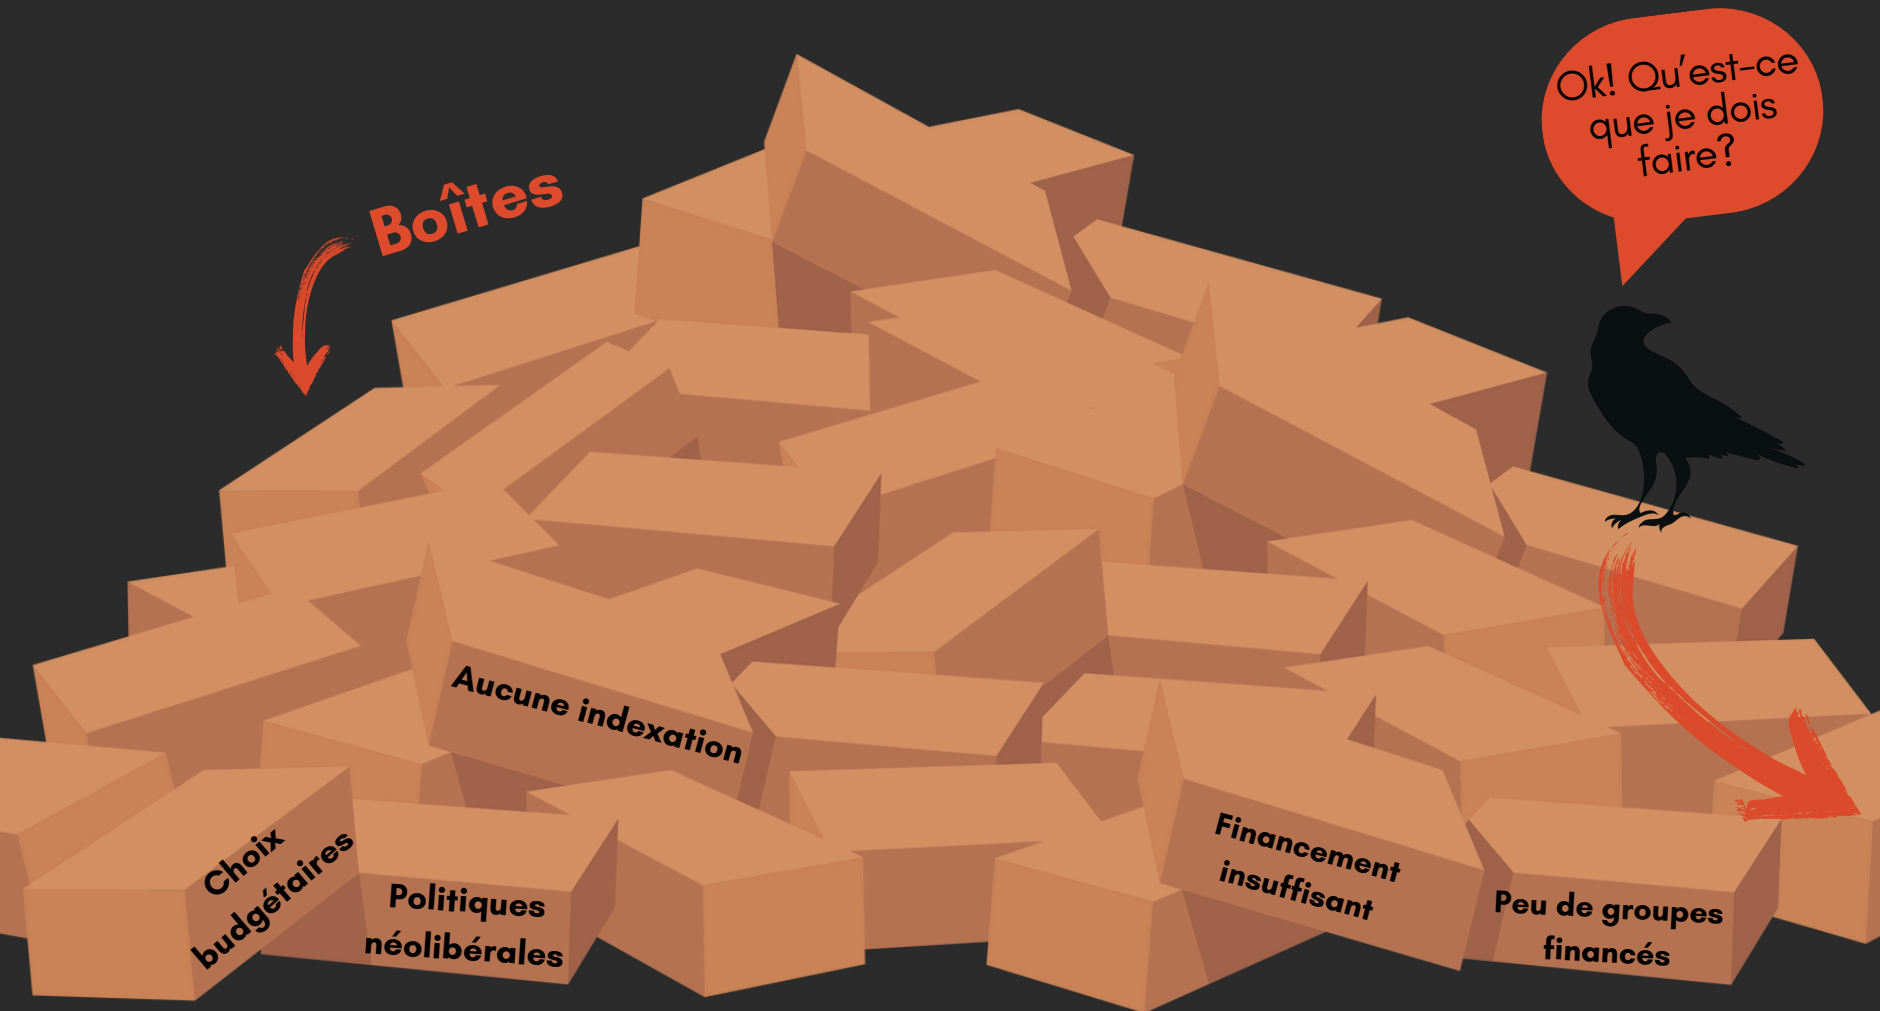 Ok! Qu'est-ce
que je dois
faire?
Boîtes
Aucune indexation
Choix
budgétaires
Politiques
néolibérales
Financement
insuffisant
Peu de groupes
financés